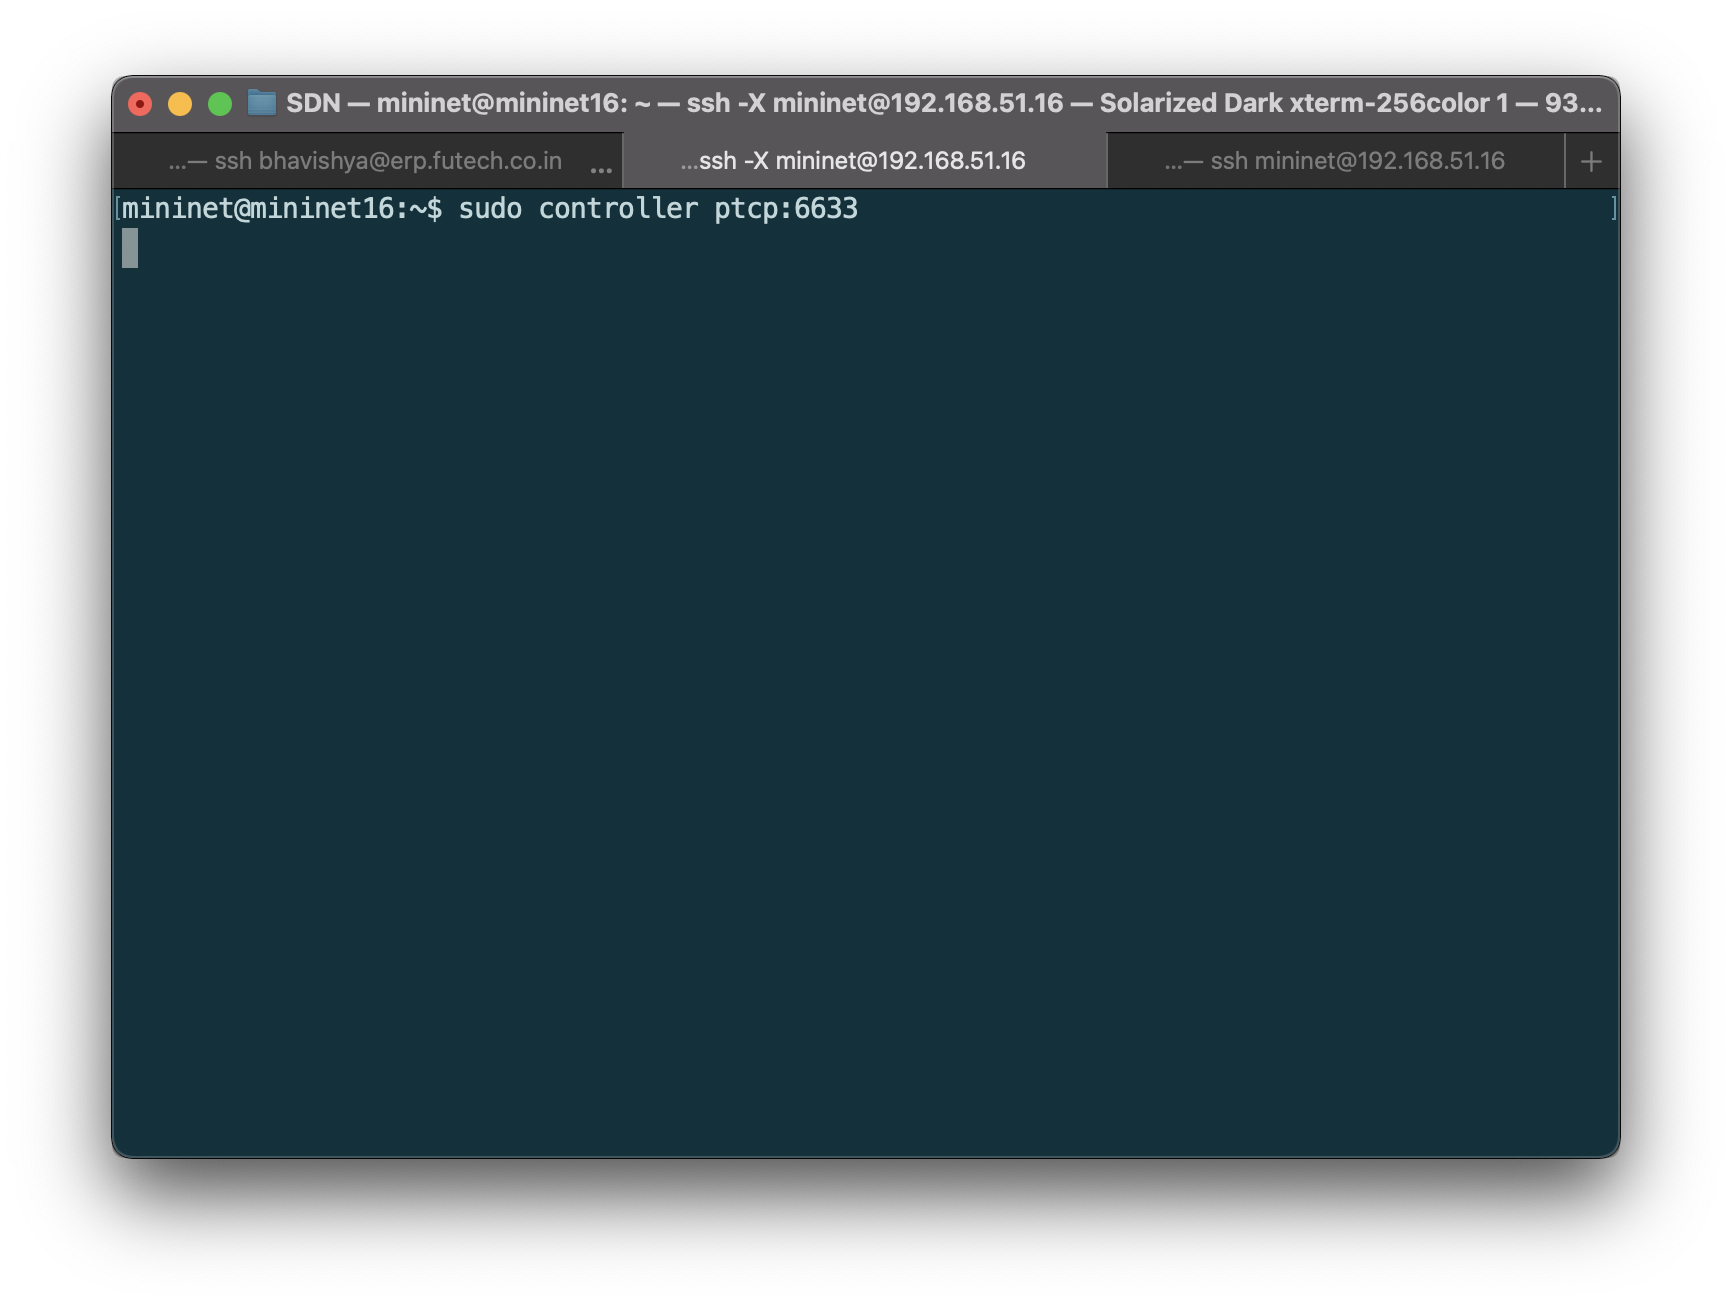 SDN — mininet@mininet16: ~ — ssh -X mininet@192.168.51.16 — Solarized Dark xterm-256color 1 — 93...
...— ssh bhavishya@erp.futech.co.in ...
...ssh -X mininet@192.168.51.16
...— ssh mininet@192.168.51.16
+
[mininet@mininet16:~$ sudo controller ptcp:6633 ]